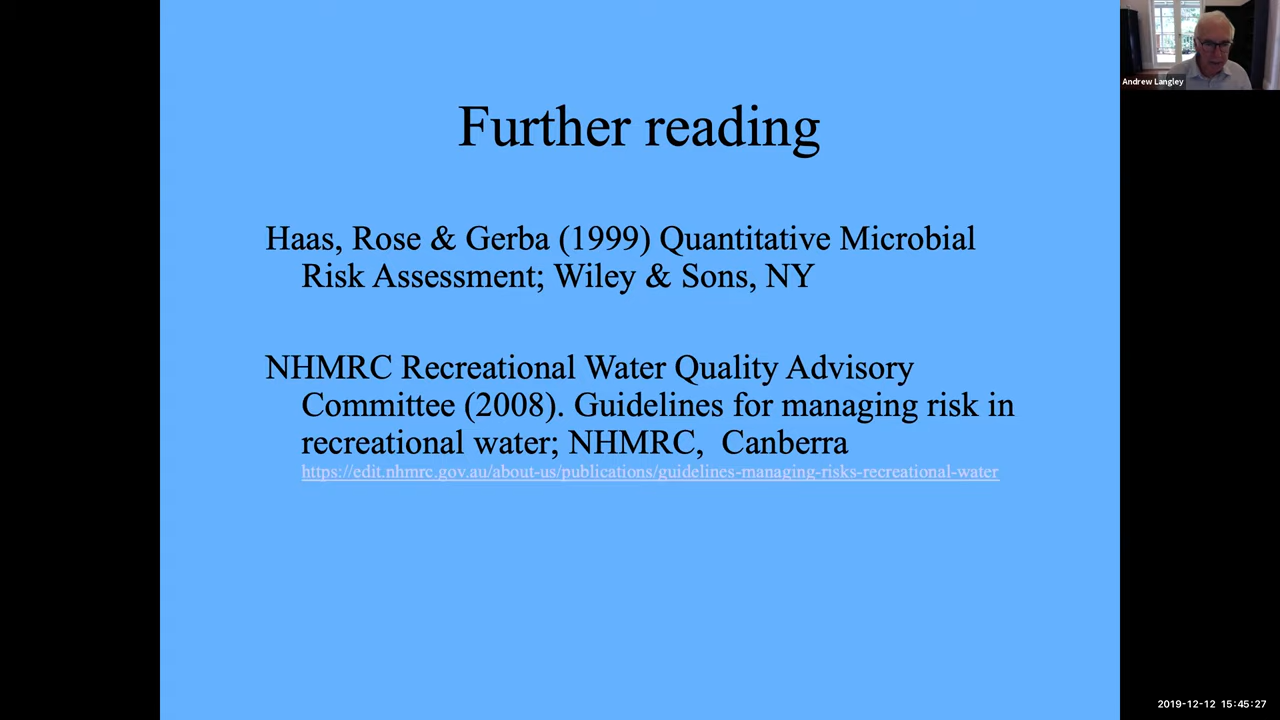 Further reading
Haas, Rose & Gerba (1999) Quantitative Microbial
Risk Assessment; Wiley & Sons, NY
NHMRC Recreational Water Quality Advisory
Committee (2008). Guidelines for managing risk in
recreational water; NHMRC, Canberra
https://edit.nhmrc.gov.au/about-us/publications/guidelines-managing-risks-recreational-water
Andrew Langley
2019-12-12 15:45:27